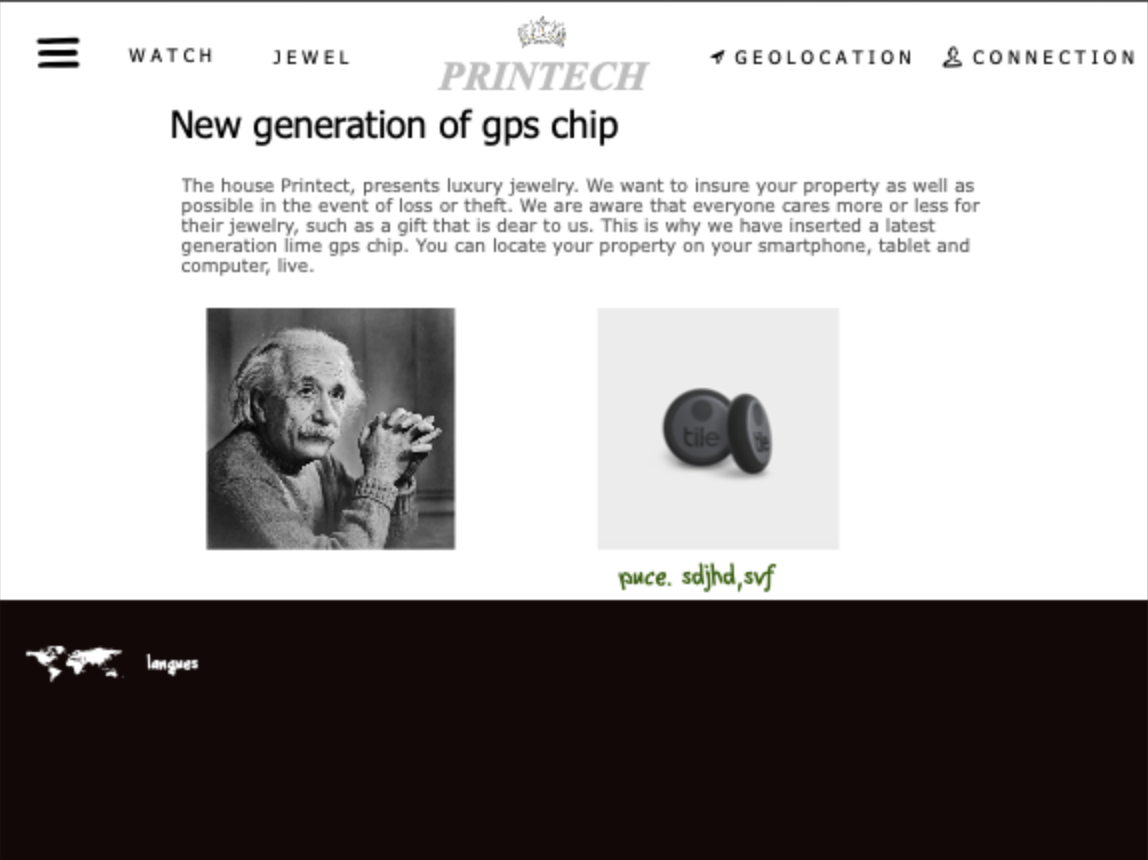 WATCH JEWEL PRINTECH GEOLOCATION CONNECTION
New generation of gps chip
The house Printect, presents luxury jewelry. We want to insure your property as well as
possible in the event of loss or theft. We are aware that everyone cares more or less for
their jewelry, such as a gift that is dear to us. This is why we have inserted a latest
generation lime gps chip. You can locate your property on your smartphone, tablet and
computer, live.
tile tile
puce. sdjhd,svf
langues